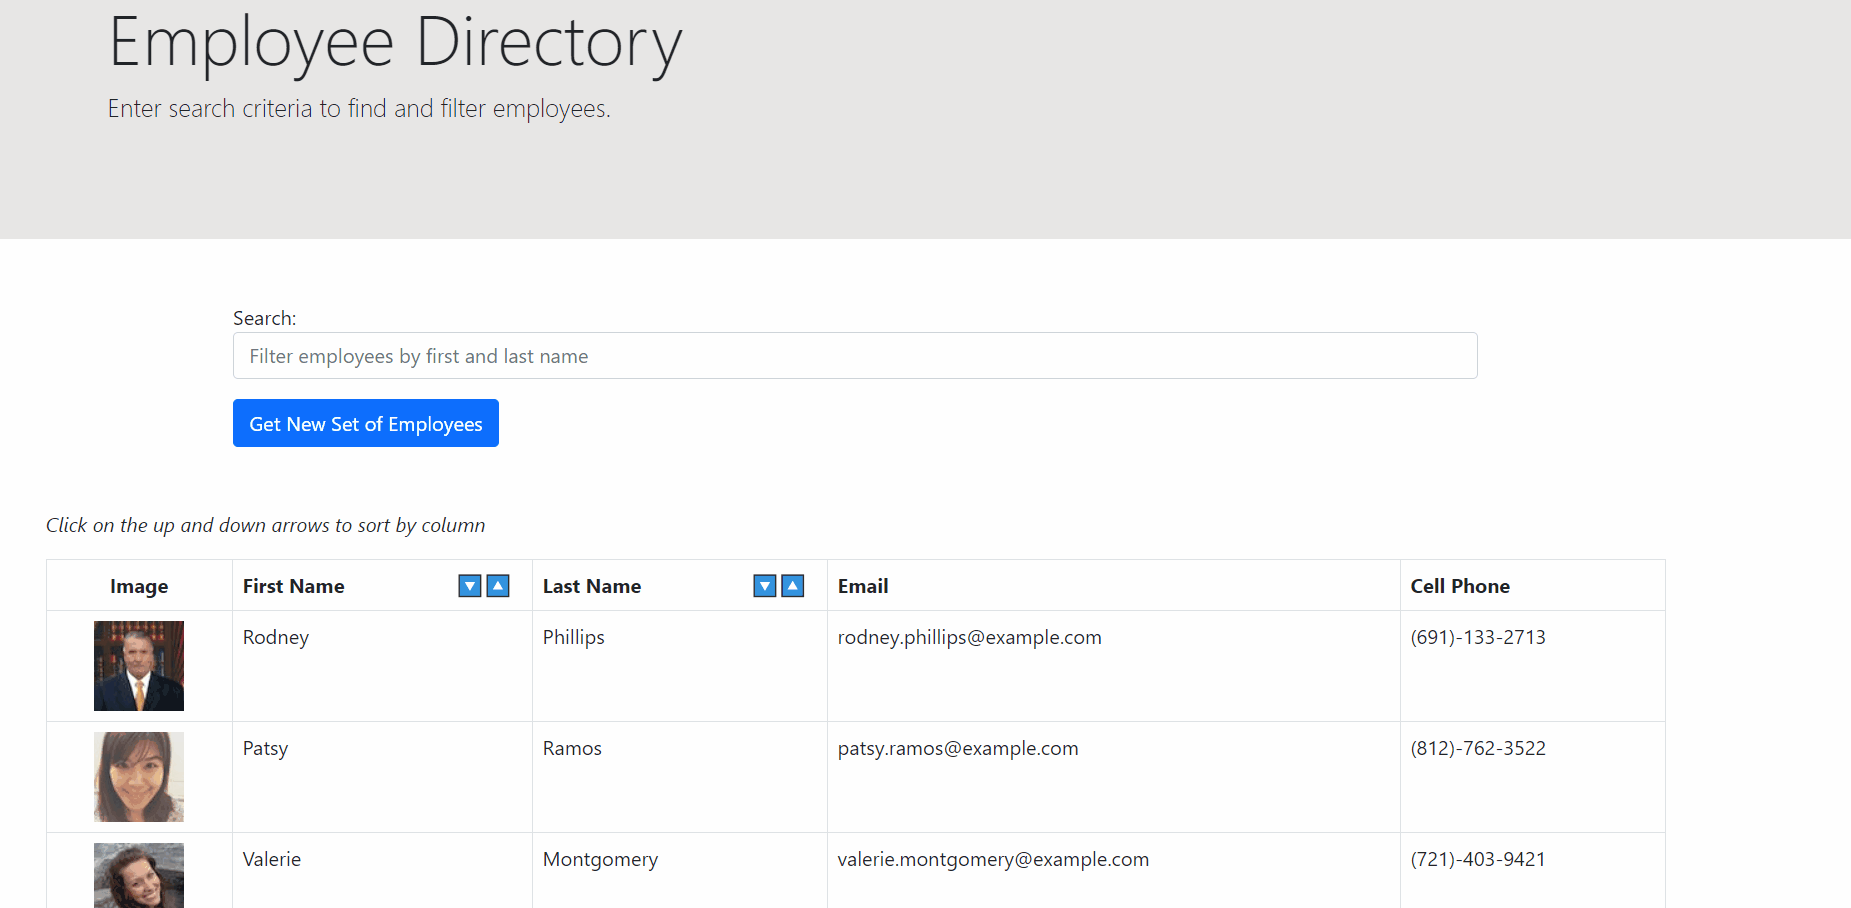 Employee Directory
Enter search criteria to find and filter employees.
Search:
Filter employees by first and last name
Get New Set of Employees
Click on the up and down arrows to sort by column
Image First Name Last Name Email Cell Phone
Rodney Phillips rodney.phillips@example.com (691)-133-2713
Patsy Ramos patsy.ramos@example.com (812)-762-3522
Valerie Montgomery valerie.montgomery@example.com (721)-403-9421